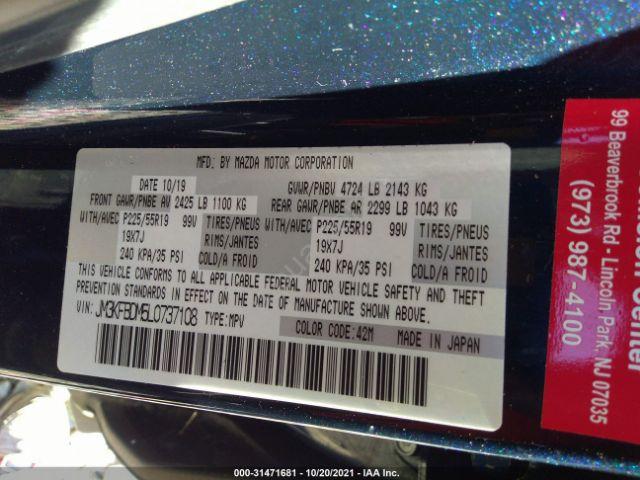 MFD. BY MAZDA MOTOR CORPORATION
DATE 10/19
GVWR/PNBV 4724 LB 2143 KG
FRONT GAWR/PNBE AV 2425 LB 1100 KG
REAR GAWR/PNBE AR 2299 LB 1043 KG
WITH/AVEC P225/55R19 99V TIRES/PNEUS
19X7J RIMS/JANTES
240 KPA/35 PSI COLD/A FROID
WITH/AVEC P225/55R19 99V TIRES/PNEUS
19X7J RIMS/JANTES
240 KPA/35 PSI COLD/A FROID
THIS VEHICLE CONFORMS TO ALL APPLICABLE FEDERAL MOTOR VEHICLE SAFETY AND THEFT
PREVENTION STANDARDS IN EFFECT ON THE DATE OF MANUFACTURE SHOWN ABOVE.
VIN: JM3KFBDM5L0737108 TYPE: MPV
COLOR CODE: 42M
MADE IN JAPAN
99 Beaverbrook Rd - Lincoln Park, NJ 07035
(973) 987-4100
Center
000-31471681 - 10/20/2021 - IAA Inc.